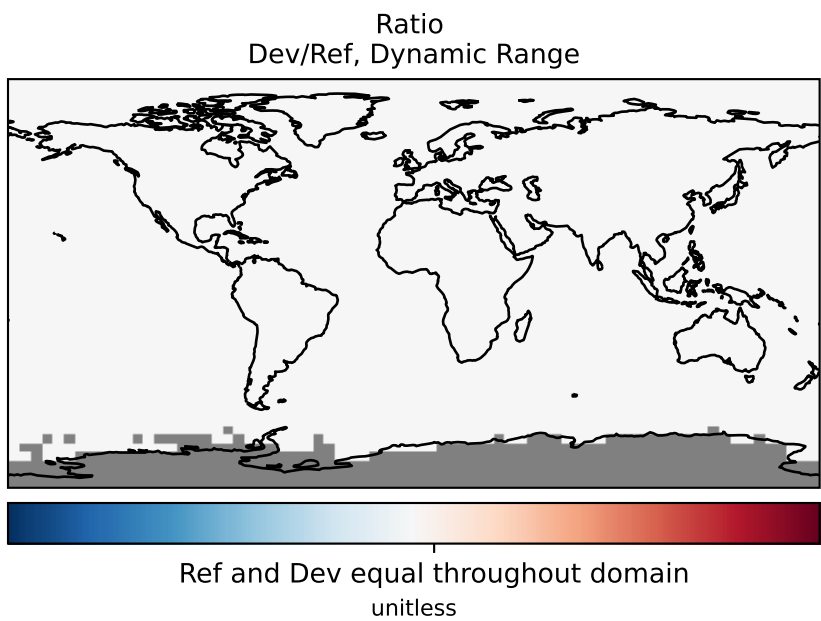 Ratio
Dev/Ref, Dynamic Range
Ref and Dev equal throughout domain
unitless